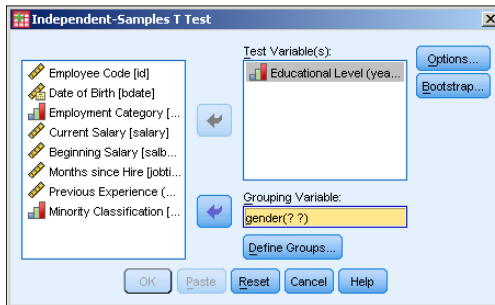 Independent-Samples T Test
Employee Code [id]
Date of Birth [bdate]
Employment Category [...
Current Salary [salary]
Beginning Salary [salb...
Months since Hire [jobti...
Previous Experience (...
Minority Classification [...
Test Variable(s):
Educational Level (yea...
Grouping Variable:
gender(? ?)
Define Groups...
Options...
Bootstrap...
OK Paste Reset Cancel Help